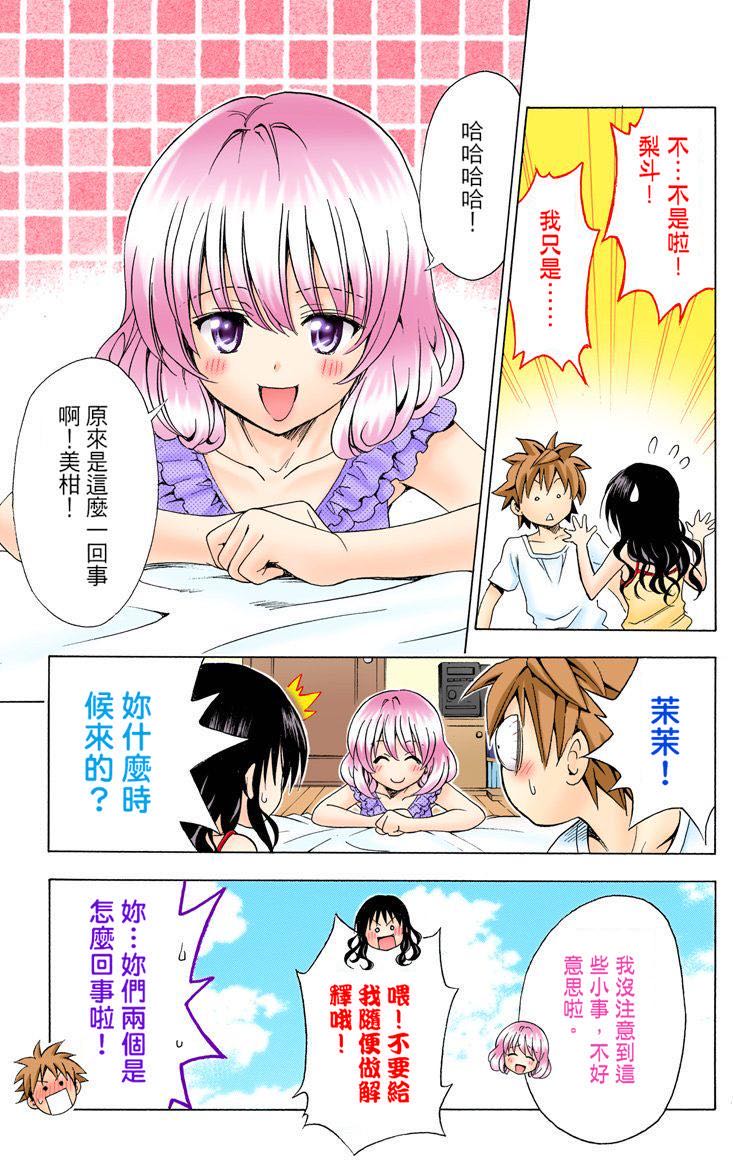 不…不是啦！
梨斗！
我只是……
哈哈哈哈！
原來是這麼一回事
啊！美柑！
茉茉！
妳什麼時
候來的？
我沒注意到這
些小事，不好
意思啦。
喂！不要給
我隨便做解
釋哦！
妳…妳們兩個是
怎麼回事啦！